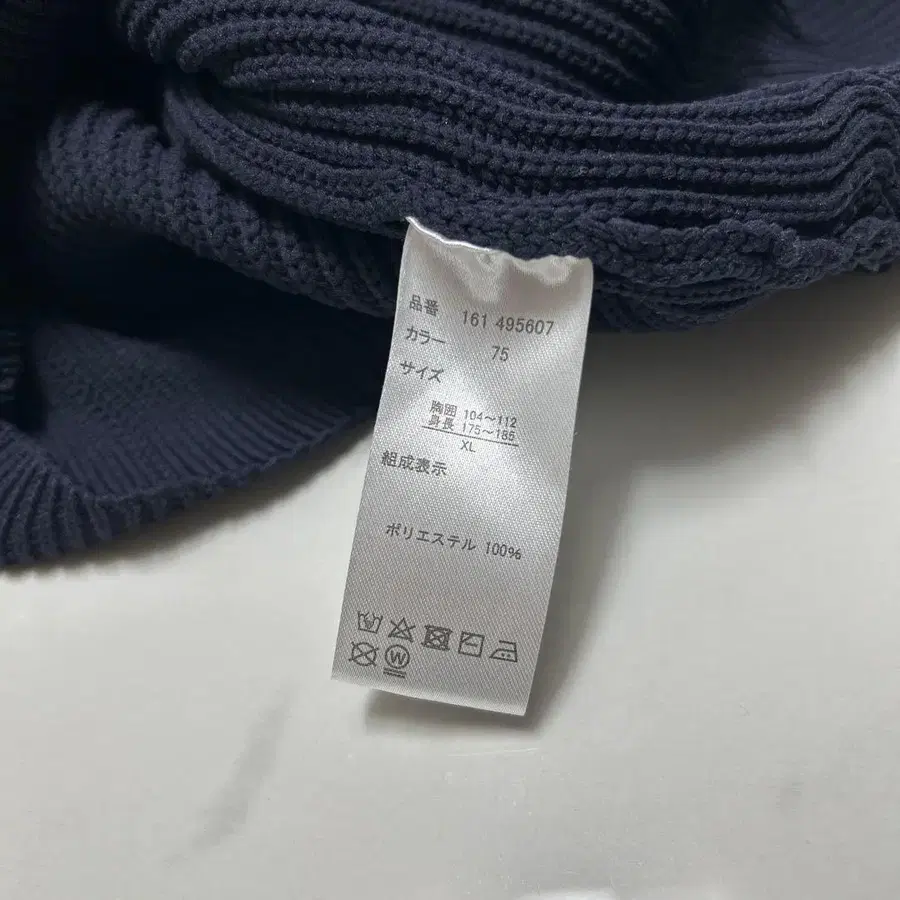 品番 161 495607
カラー 75
サイズ
胸囲 104～112
身長 175～185
XL
組成表示
ポリエステル 100%
W